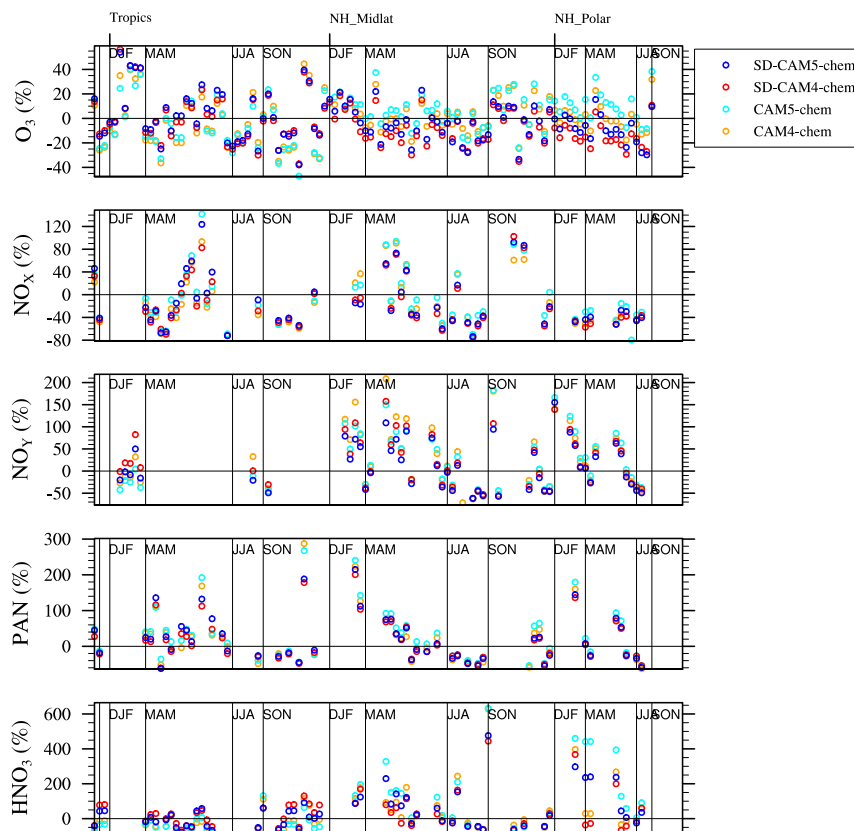 Tropics NH_Midlat NH_Polar
DJF MAM JJA SON DJF MAM JJA SON DJF MAM JJA SON
O3 (%)
40
20
0
-20
-40
SD-CAM5-chem
SD-CAM4-chem
CAM5-chem
CAM4-chem
DJF MAM JJA SON DJF MAM JJA SON DJF MAM JJA SON
NOX (%)
120
80
40
0
-40
-80
DJF MAM JJA SON DJF MAM JJA SON DJF MAM JJA SON
NOY (%)
200
150
100
50
0
-50
DJF MAM JJA SON DJF MAM JJA SON DJF MAM JJA SON
PAN (%)
300
200
100
0
DJF MAM JJA SON DJF MAM JJA SON DJF MAM JJA SON
HNO3 (%)
600
400
200
0